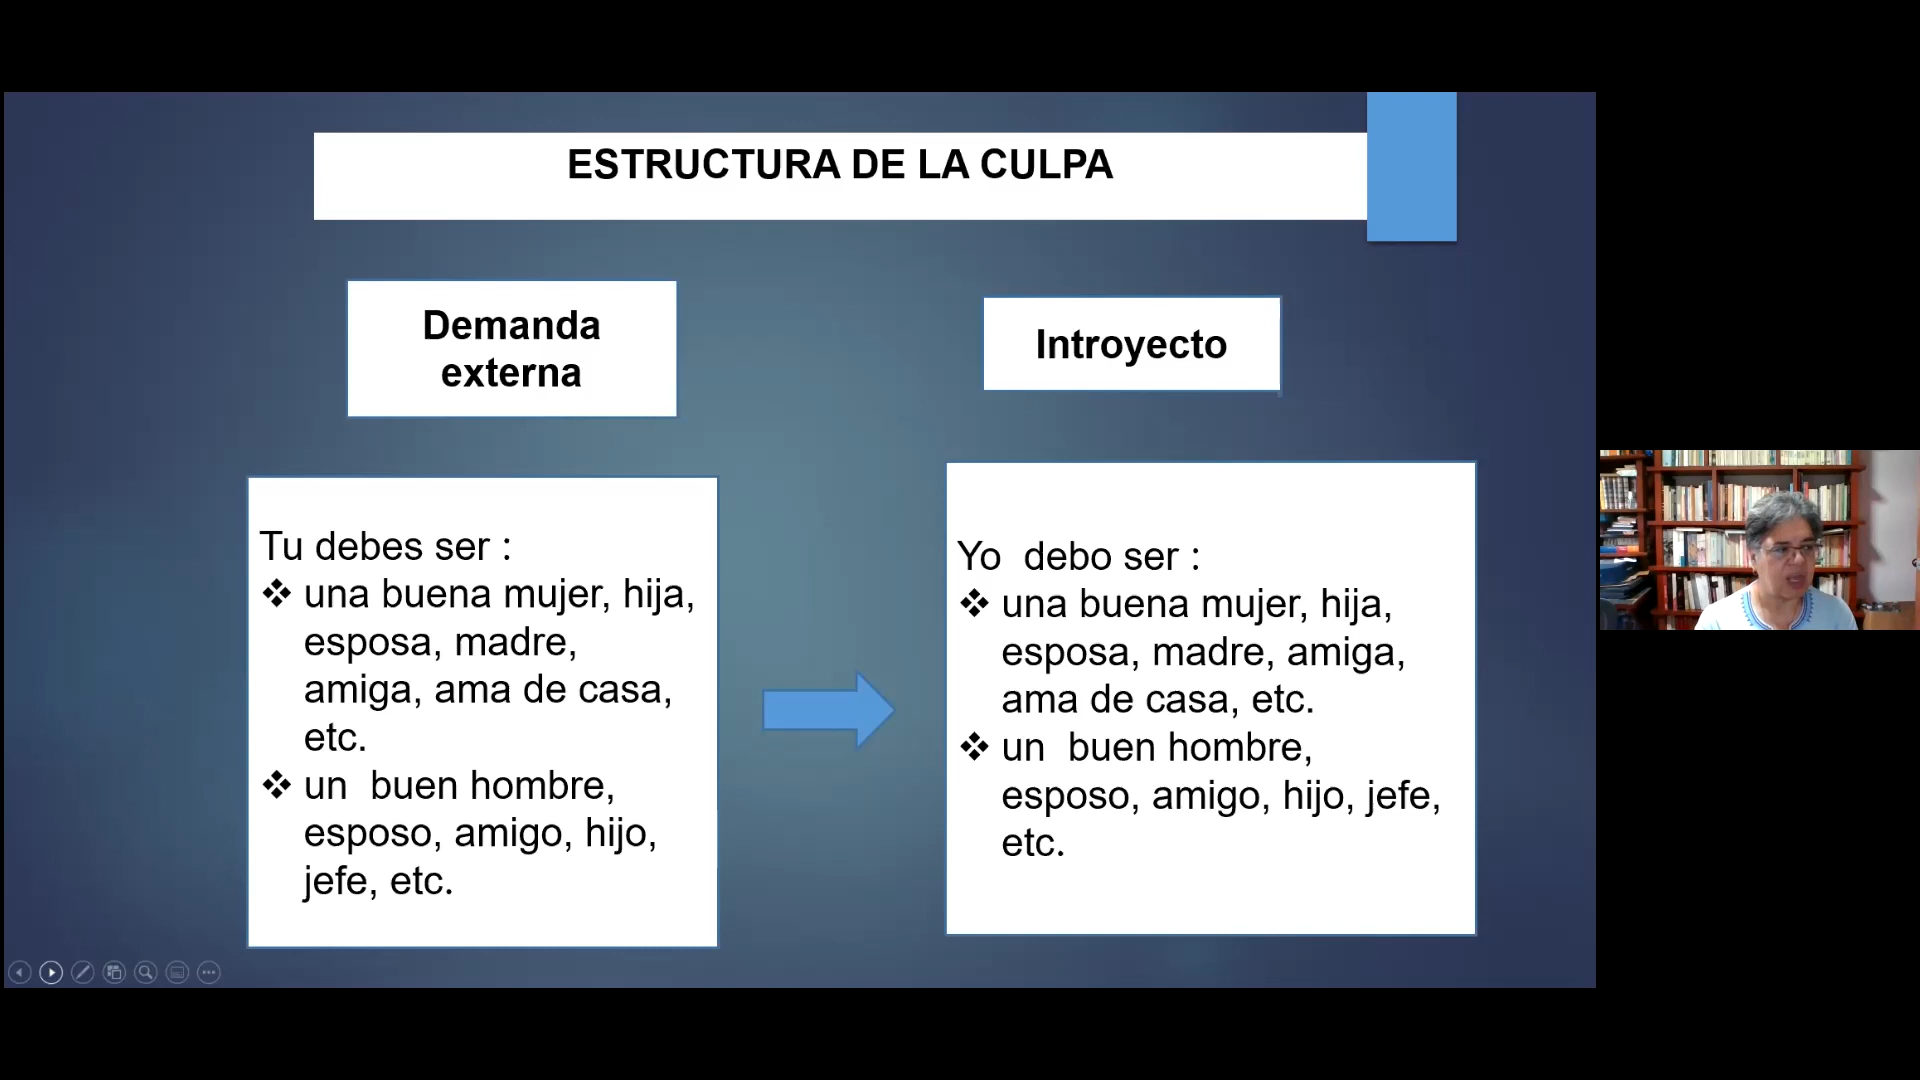 ESTRUCTURA DE LA CULPA
Demanda
externa
Introyecto
Tu debes ser :
❖ una buena mujer, hija,
esposa, madre,
amiga, ama de casa,
etc.
❖ un  buen hombre,
esposo, amigo, hijo,
jefe, etc.
Yo  debo ser :
❖ una buena mujer, hija,
esposa, madre, amiga,
ama de casa, etc.
❖ un  buen hombre,
esposo, amigo, hijo, jefe,
etc.